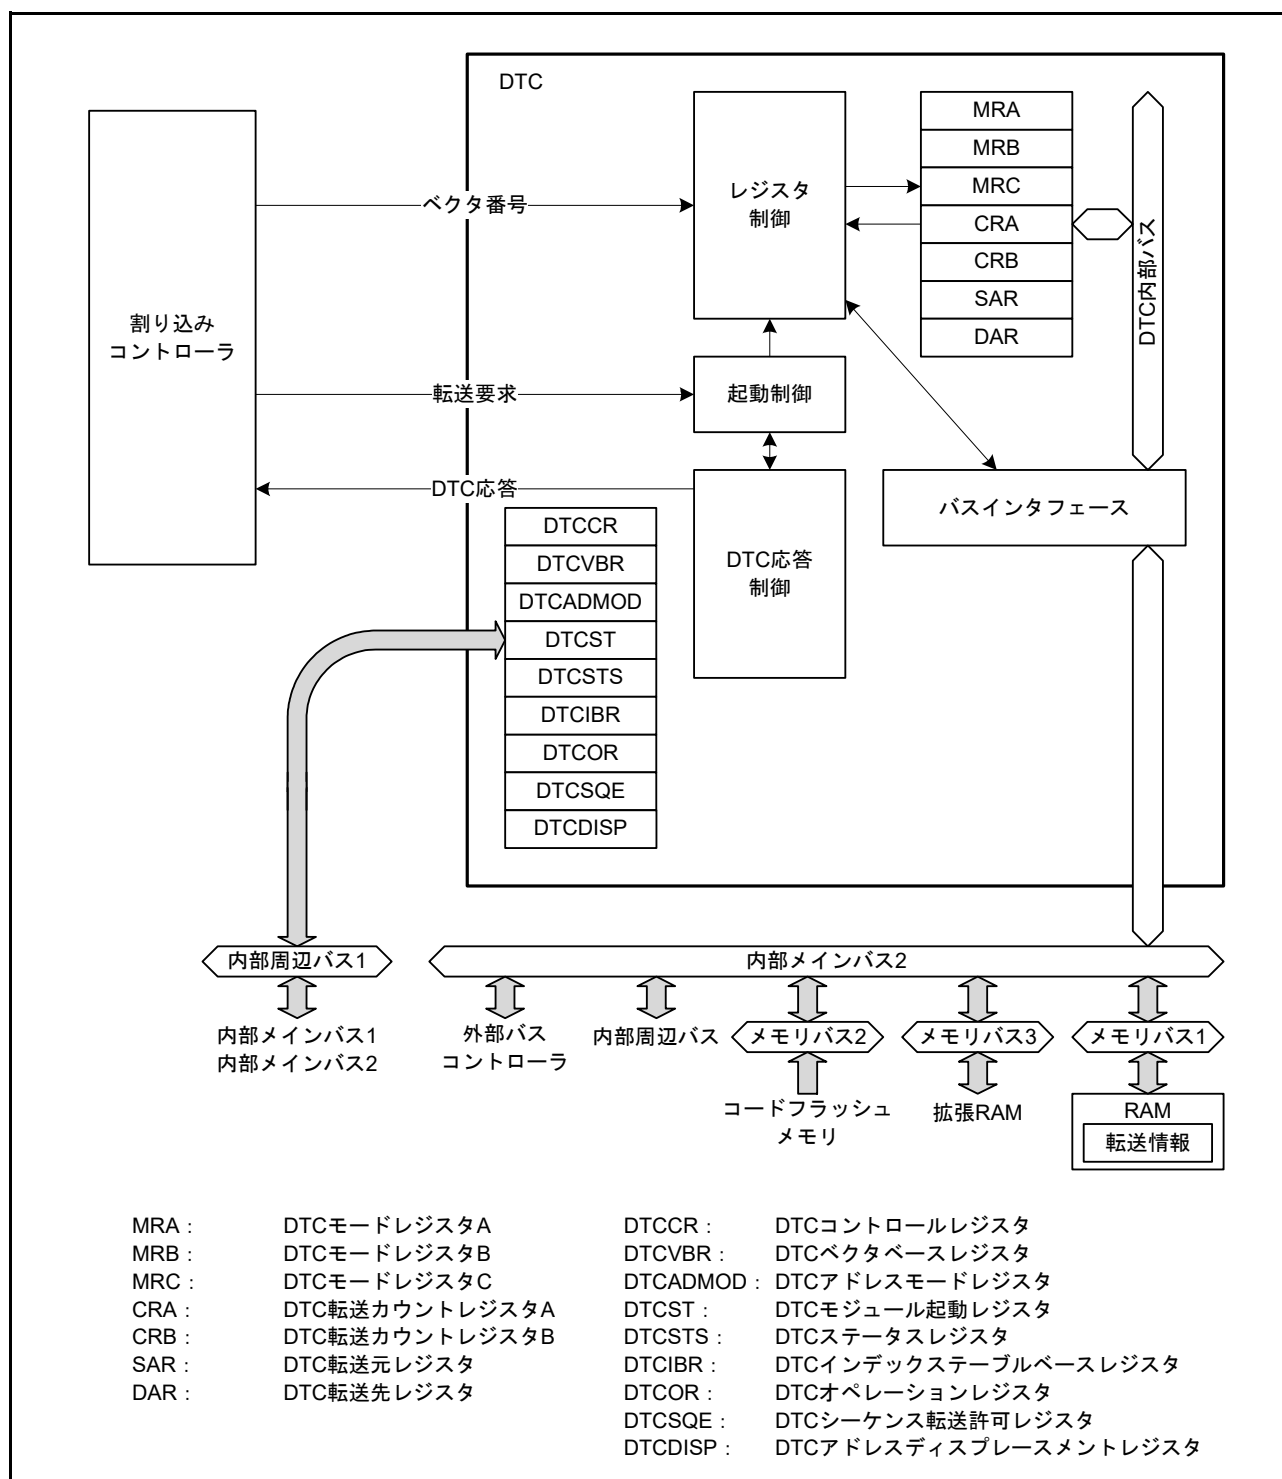 DTC
MRA
MRB
MRC
CRA
CRB
SAR
DAR
レジスタ
制御
ベクタ番号
DTC内部バス
割り込み
コントローラ
転送要求
起動制御
DTC応答
バスインタフェース
DTC応答
制御
DTCCR
DTCVBR
DTCADMOD
DTCST
DTCSTS
DTCIBR
DTCOR
DTCSQE
DTCDISP
内部周辺バス1
内部メインバス2
内部メインバス1
内部メインバス2
外部バス
コントローラ
内部周辺バス
メモリバス2
メモリバス3
メモリバス1
コードフラッシュ
メモリ
拡張RAM
RAM
転送情報
MRA: DTCモードレジスタA
MRB: DTCモードレジスタB
MRC: DTCモードレジスタC
CRA: DTC転送カウントレジスタA
CRB: DTC転送カウントレジスタB
SAR: DTC転送元レジスタ
DAR: DTC転送先レジスタ
DTCCR: DTCコントロールレジスタ
DTCVBR: DTCベクタベースレジスタ
DTCADMOD: DTCアドレスモードレジスタ
DTCST: DTCモジュール起動レジスタ
DTCSTS: DTCステータスレジスタ
DTCIBR: DTCインデックステーブルベースレジスタ
DTCOR: DTCオペレーションレジスタ
DTCSQE: DTCシーケンス転送許可レジスタ
DTCDISP: DTCアドレスディスプレースメントレジスタ